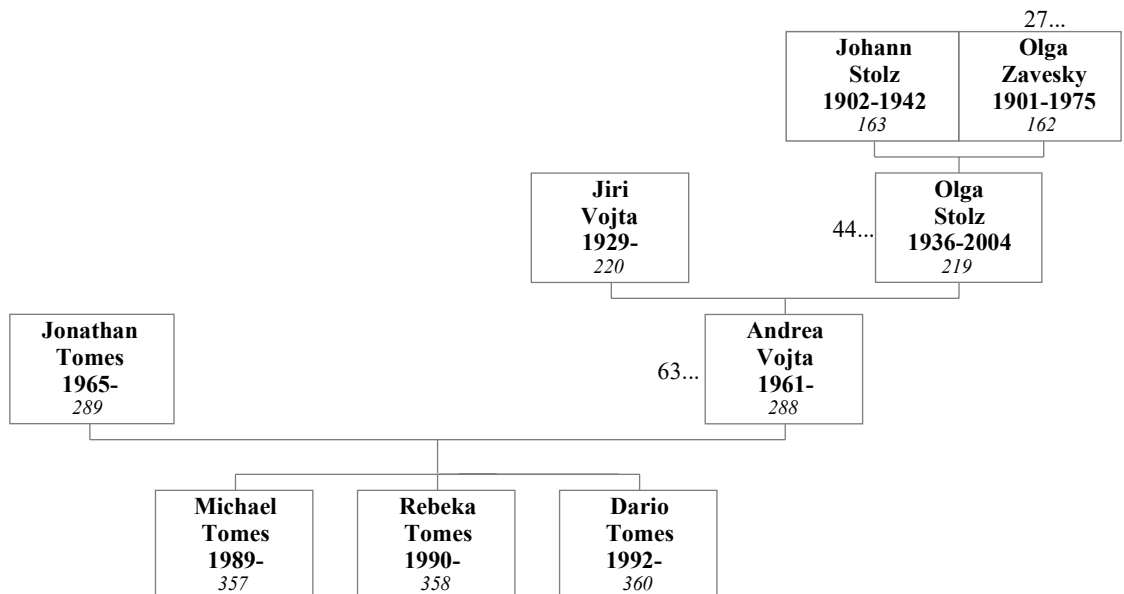 27...
Johann
Stolz
1902-1942
163
Olga
Zavesky
1901-1975
162
Jiri
Vojta
1929-
220
44...
Olga
Stolz
1936-2004
219
Jonathan
Tomes
1965-
289
63...
Andrea
Vojta
1961-
288
Michael
Tomes
1989-
357
Rebeka
Tomes
1990-
358
Dario
Tomes
1992-
360